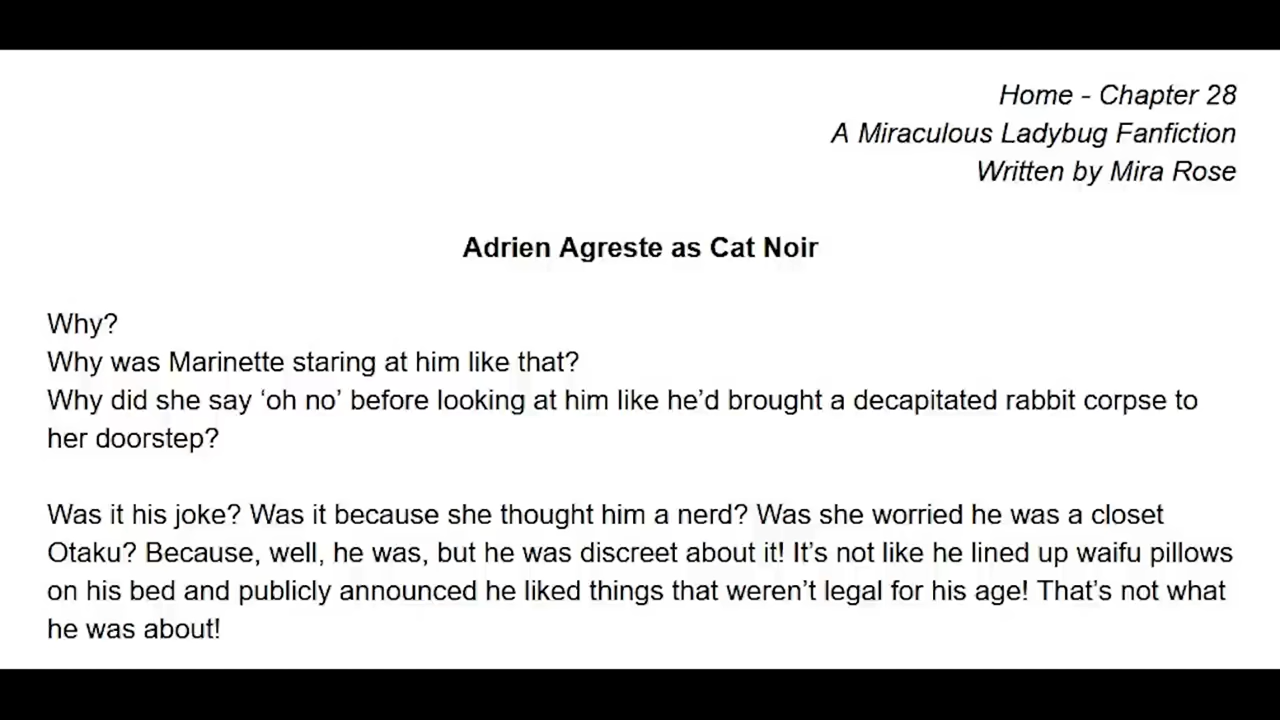 Home - Chapter 28
A Miraculous Ladybug Fanfiction
Written by Mira Rose
Adrien Agreste as Cat Noir
Why?
Why was Marinette staring at him like that?
Why did she say ‘oh no’ before looking at him like he’d brought a decapitated rabbit corpse to
her doorstep?
Was it his joke? Was it because she thought him a nerd? Was she worried he was a closet
Otaku? Because, well, he was, but he was discreet about it! It’s not like he lined up waifu pillows
on his bed and publicly announced he liked things that weren’t legal for his age! That’s not what
he was about!